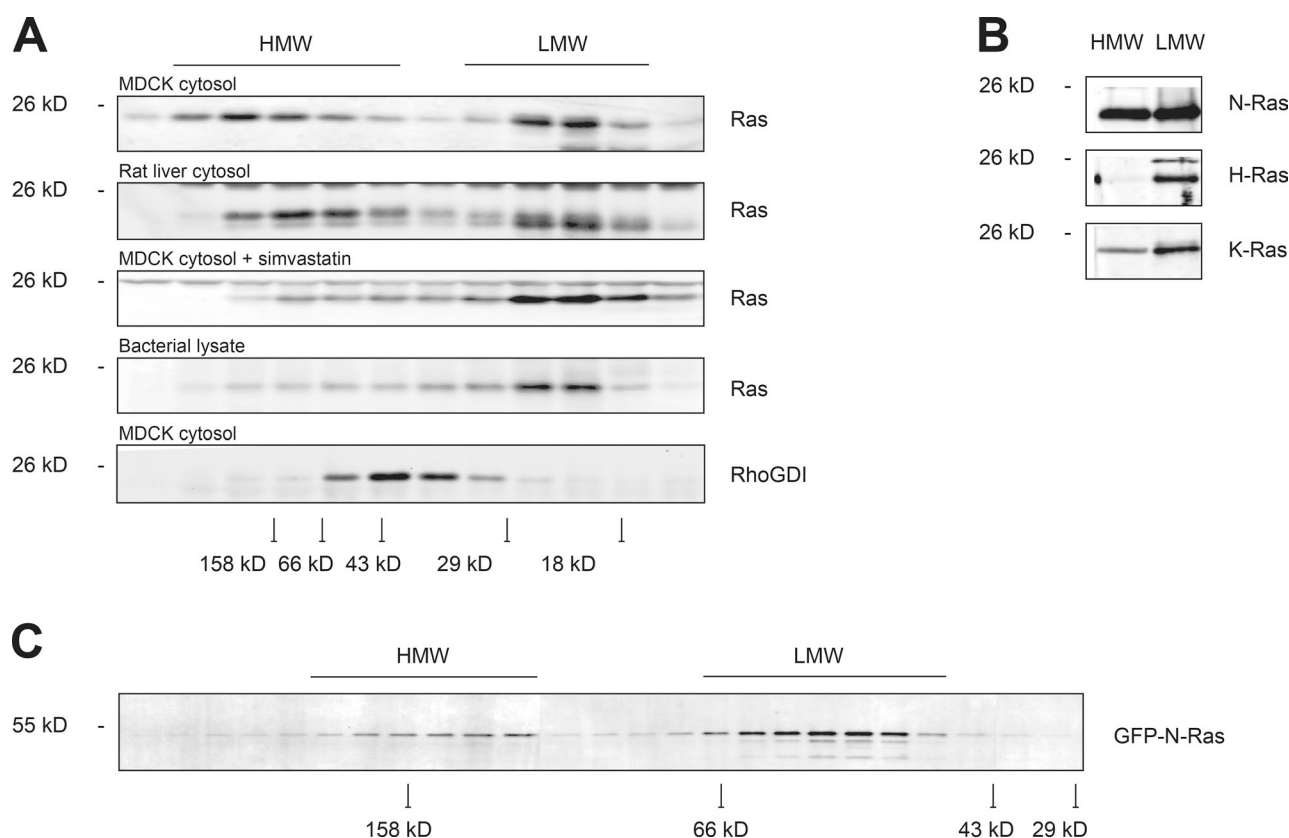 A
HMW LMW
MDCK cytosol
26 kD - Ras
Rat liver cytosol
26 kD - Ras
MDCK cytosol + simvastatin
26 kD - Ras
Bacterial lysate
26 kD - Ras
MDCK cytosol
26 kD - RhoGDI
158 kD 66 kD 43 kD 29 kD 18 kD
B
HMW LMW
26 kD - N-Ras
26 kD - H-Ras
26 kD - K-Ras
C
HMW LMW
55 kD - GFP-N-Ras
158 kD 66 kD 43 kD 29 kD